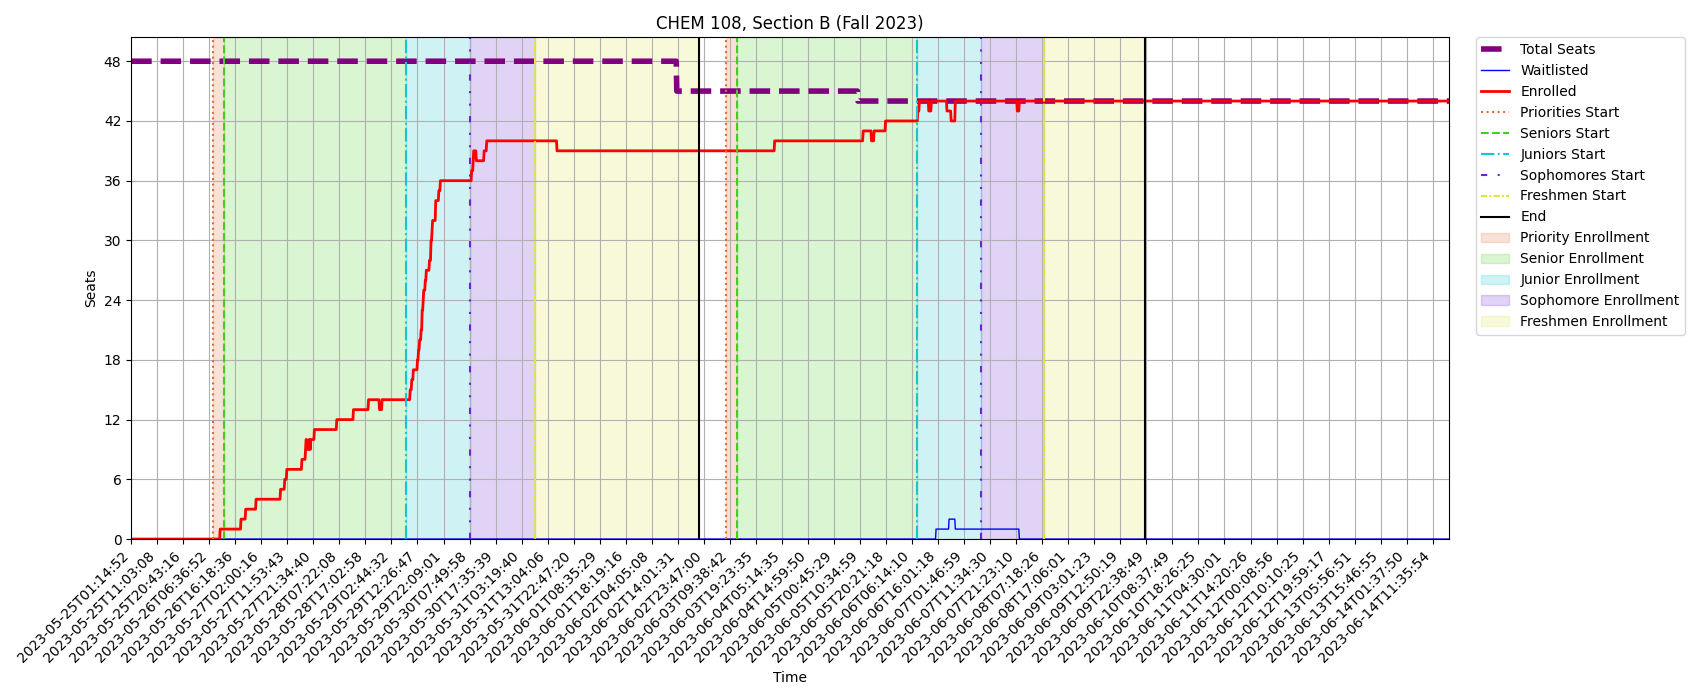 CHEM 108, Section B (Fall 2023)
48
42
36
30
24
18
12
6
0
Seats
2023-05-25T01:14:52
2023-05-25T11:03:08
2023-05-25T20:43:16
2023-05-26T06:36:52
2023-05-26T16:18:36
2023-05-27T02:00:16
2023-05-27T11:53:43
2023-05-27T21:34:40
2023-05-28T07:22:08
2023-05-28T17:02:58
2023-05-29T02:44:32
2023-05-29T12:26:47
2023-05-29T22:09:01
2023-05-30T07:49:58
2023-05-30T17:35:39
2023-05-31T03:19:40
2023-05-31T13:04:06
2023-05-31T22:47:20
2023-06-01T08:35:29
2023-06-01T18:19:16
2023-06-02T04:05:08
2023-06-02T14:01:31
2023-06-02T23:47:00
2023-06-03T09:38:42
2023-06-03T19:23:35
2023-06-04T05:14:35
2023-06-04T14:59:50
2023-06-05T00:45:29
2023-06-05T10:34:59
2023-06-05T20:21:18
2023-06-06T06:14:10
2023-06-06T16:01:18
2023-06-07T01:46:59
2023-06-07T11:34:30
2023-06-07T21:23:10
2023-06-08T07:18:26
2023-06-08T17:06:01
2023-06-09T03:01:23
2023-06-09T12:50:19
2023-06-09T22:38:49
2023-06-10T08:37:49
2023-06-10T18:26:25
2023-06-11T04:30:01
2023-06-11T14:20:26
2023-06-12T00:08:56
2023-06-12T10:10:25
2023-06-12T19:59:17
2023-06-13T05:56:51
2023-06-13T15:46:55
2023-06-14T01:37:50
2023-06-14T11:35:54
Time
Total Seats
Waitlisted
Enrolled
Priorities Start
Seniors Start
Juniors Start
Sophomores Start
Freshmen Start
End
Priority Enrollment
Senior Enrollment
Junior Enrollment
Sophomore Enrollment
Freshmen Enrollment